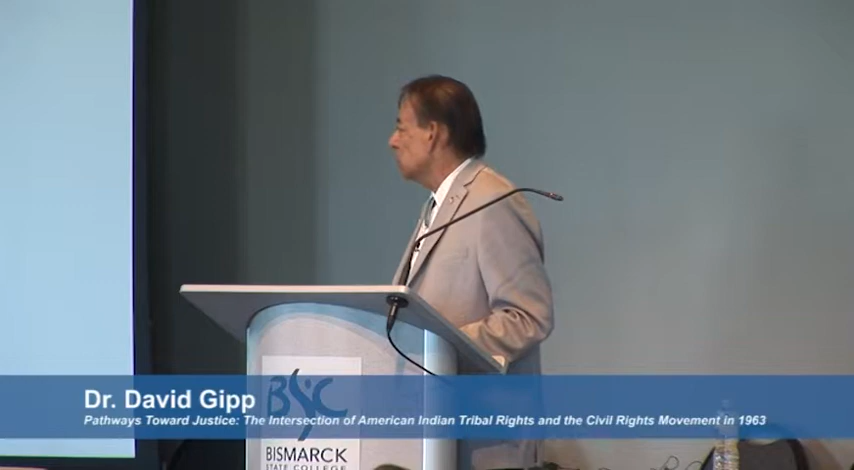 Dr. David Gipp
Pathways Toward Justice: The Intersection of American Indian Tribal Rights and the Civil Rights Movement in 1963
BSC
BISMARCK
STATE COLLEGE